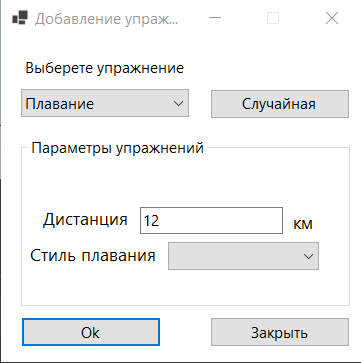 Добавление упраж...
Выберете упражнение
Плавание Случайная
Параметры упражнений
Дистанция 12 км
Стиль плавания
Ok Закрыть